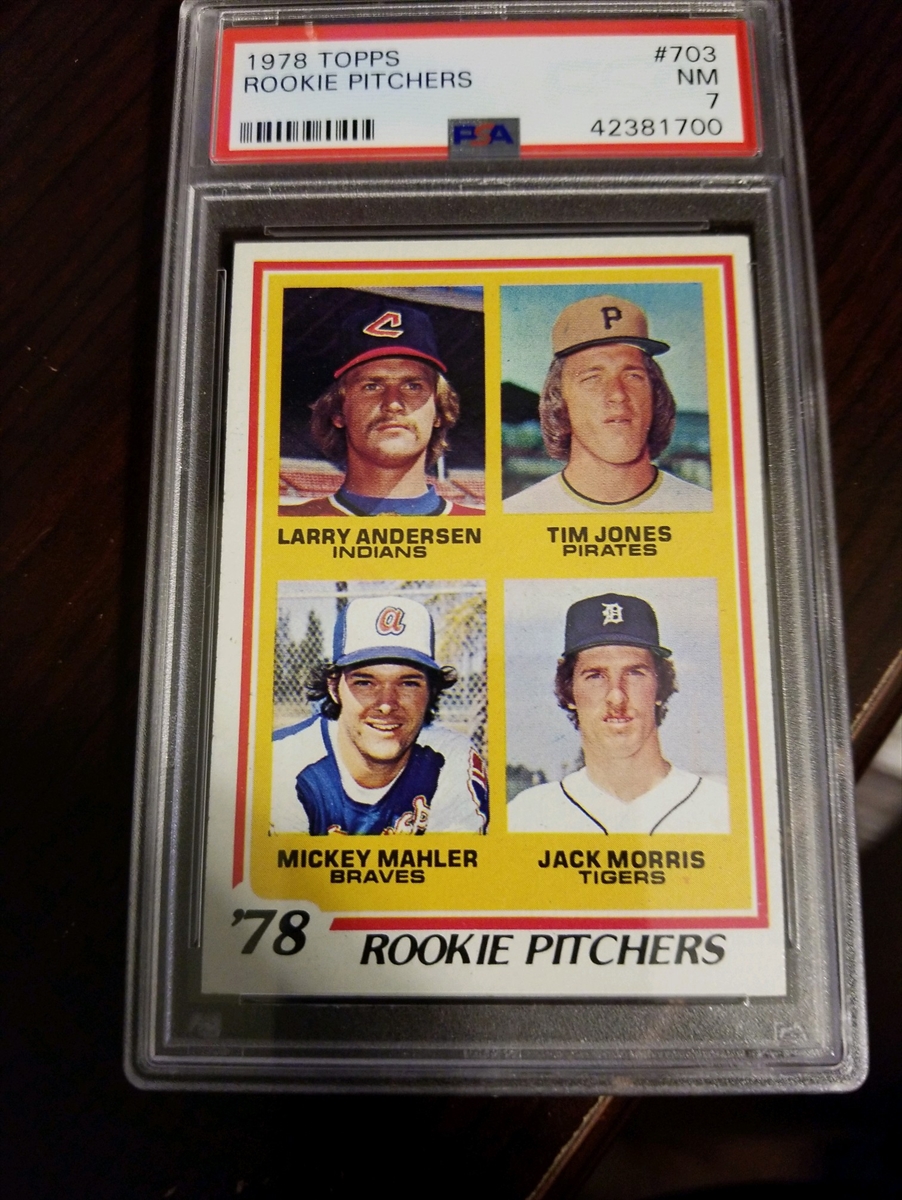 1978 TOPPS #703
ROOKIE PITCHERS NM
7
PSA 42381700
C
P
LARRY ANDERSEN
INDIANS
TIM JONES
PIRATES
a
D
MICKEY MAHLER
BRAVES
JACK MORRIS
TIGERS
'78 ROOKIE PITCHERS